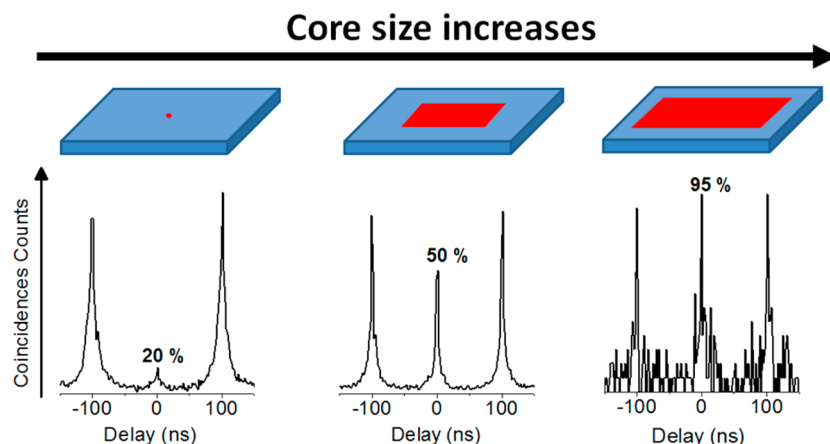 Core size increases
Coincidences Counts
20 %
50 %
95 %
-100 0 100
-100 0 100
-100 0 100
Delay (ns)
Delay (ns)
Delay (ns)